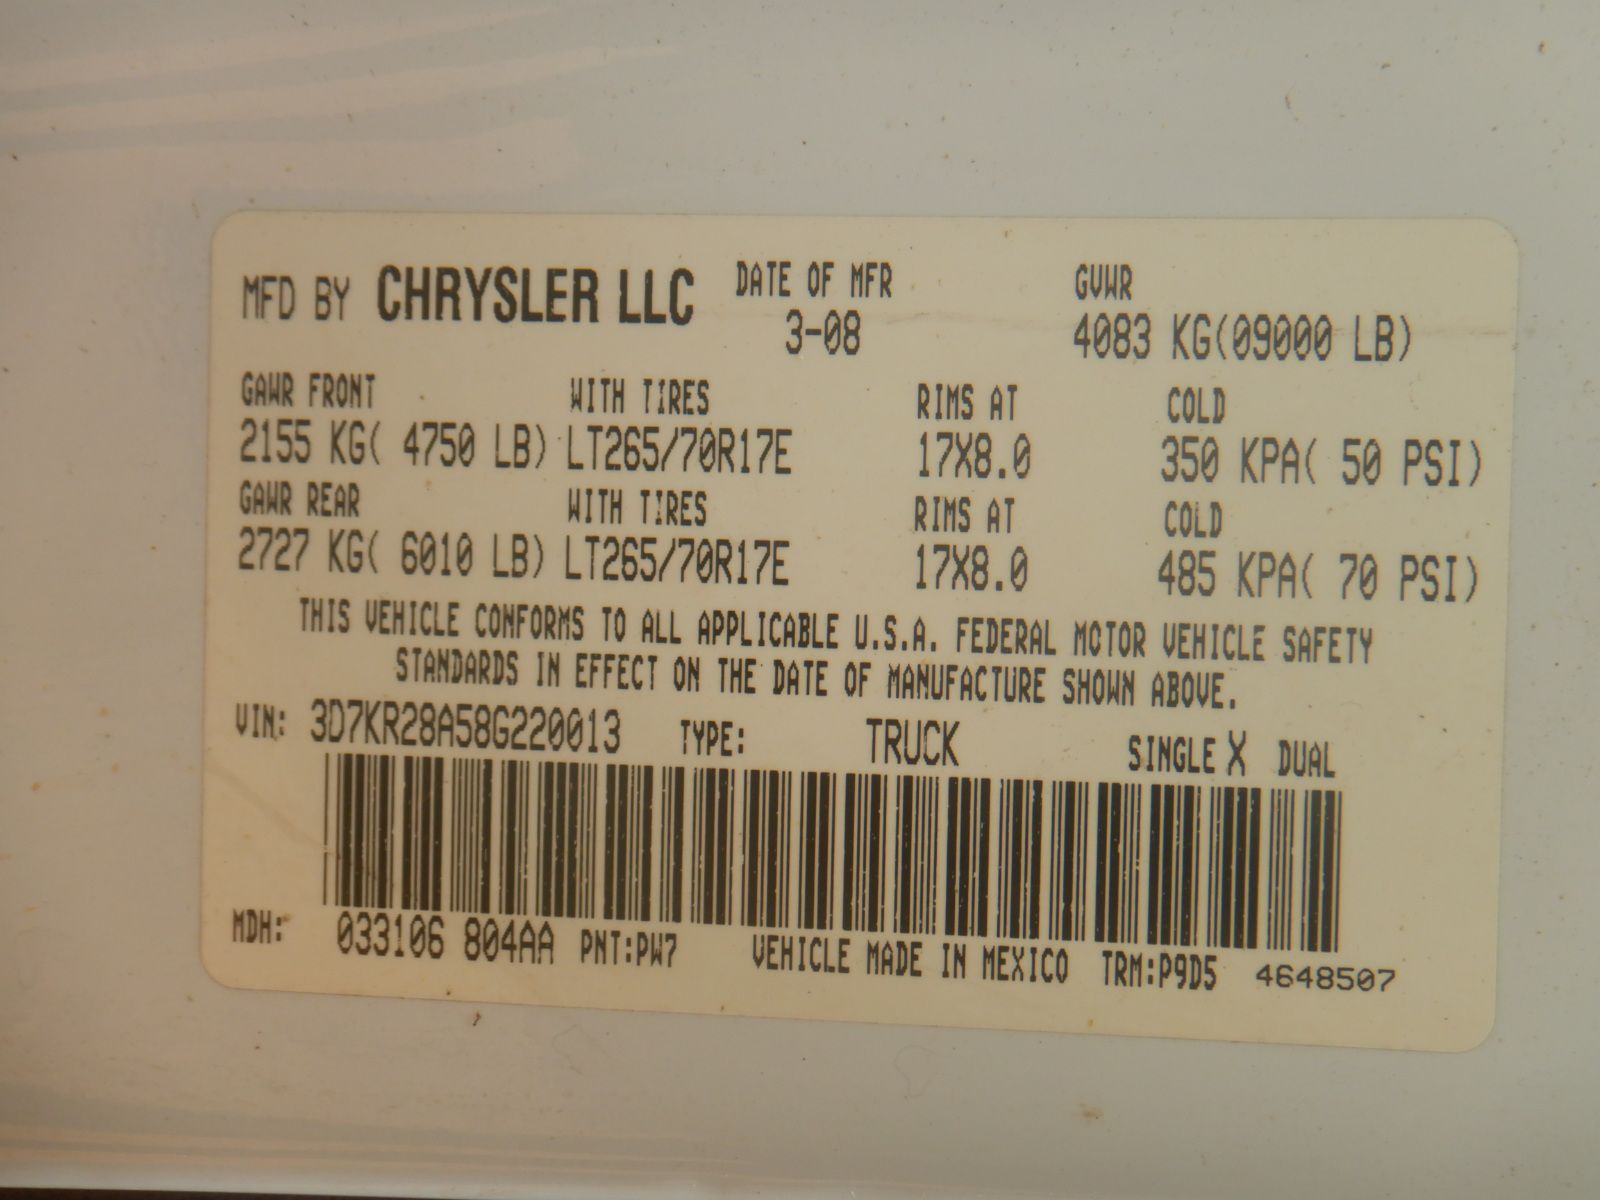 MFD BY CHRYSLER LLC DATE OF MFR GVWR
3-08 4083 KG(09000 LB)
GAWR FRONT WITH TIRES RIMS AT COLD
2155 KG( 4750 LB) LT265/70R17E 17X8.0 350 KPA( 50 PSI)
GAWR REAR WITH TIRES RIMS AT COLD
2727 KG( 6010 LB) LT265/70R17E 17X8.0 485 KPA( 70 PSI)
THIS VEHICLE CONFORMS TO ALL APPLICABLE U.S.A. FEDERAL MOTOR VEHICLE SAFETY
STANDARDS IN EFFECT ON THE DATE OF MANUFACTURE SHOWN ABOVE.
VIN: 3D7KR28A58G220013 TYPE: TRUCK SINGLE X DUAL
MDH: 033106 804AA PNT:PW7 VEHICLE MADE IN MEXICO TRM:P9D5 4648507